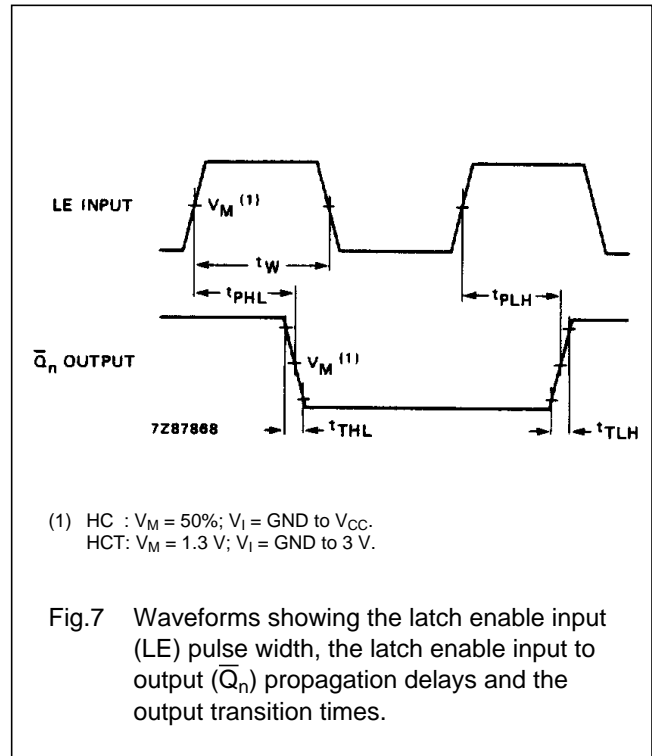 LE INPUT
V_M (1)
t_W
t_PHL
t_PLH
Q̅_n OUTPUT
V_M (1)
7Z87868
t_THL
t_TLH
(1) HC : V_M = 50%; V_I = GND to V_CC.
HCT: V_M = 1.3 V; V_I = GND to 3 V.
Fig.7 Waveforms showing the latch enable input
(LE) pulse width, the latch enable input to
output (Q̅_n) propagation delays and the
output transition times.